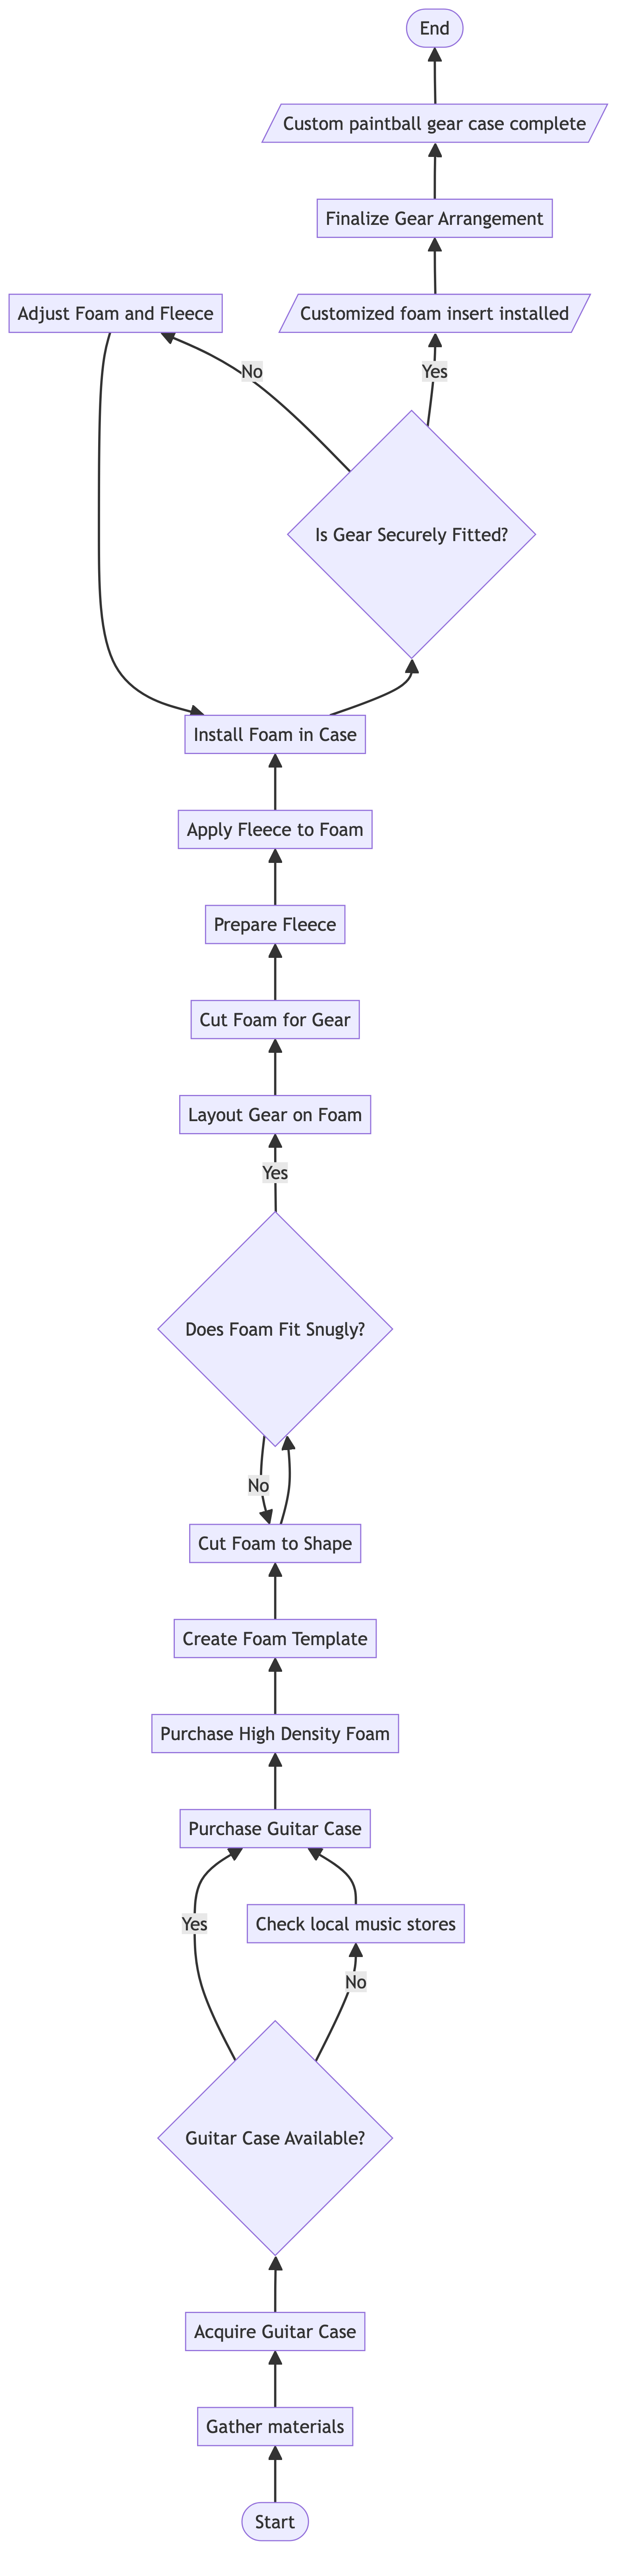 End
Custom paintball gear case complete
Finalize Gear Arrangement
Adjust Foam and Fleece
Customized foam insert installed
No
Yes
Is Gear Securely Fitted?
Install Foam in Case
Apply Fleece to Foam
Prepare Fleece
Cut Foam for Gear
Layout Gear on Foam
Yes
Does Foam Fit Snugly?
No
Cut Foam to Shape
Create Foam Template
Purchase High Density Foam
Purchase Guitar Case
Yes
Check local music stores
No
Guitar Case Available?
Acquire Guitar Case
Gather materials
Start